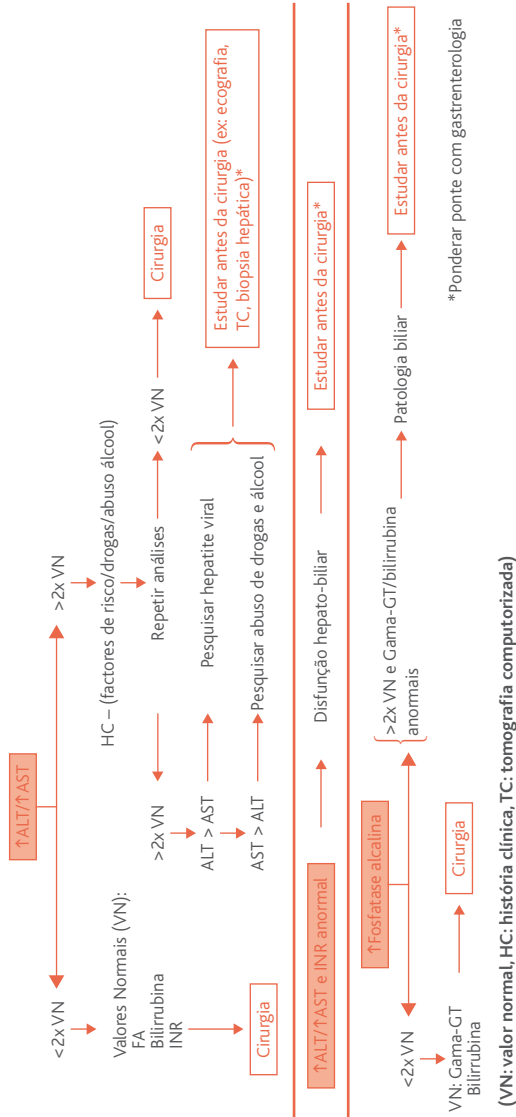 ↑ALT/↑AST
<2x VN
>2x VN
Valores Normais (VN):
FA
Bilirrubina
INR
Cirurgia
HC – (factores de risco/drogas/abuso álcool)
Repetir análises
>2x VN
<2x VN
Cirurgia
ALT > AST
Pesquisar hepatite viral
AST > ALT
Pesquisar abuso de drogas e álcool
Estudar antes da cirurgia (ex: ecografia,
TC, biopsia hepática)*
↑ALT/↑AST e INR anormal
Disfunção hepato-biliar
Estudar antes da cirurgia*
↑Fosfatase alcalina
<2x VN
>2x VN e Gama-GT/bilirrubina
anormais
Patologia biliar
Estudar antes da cirurgia*
VN: Gama-GT
Bilirrubina
Cirurgia
*Ponderar ponte com gastrenterologia
(VN: valor normal, HC: história clínica, TC: tomografia computorizada)